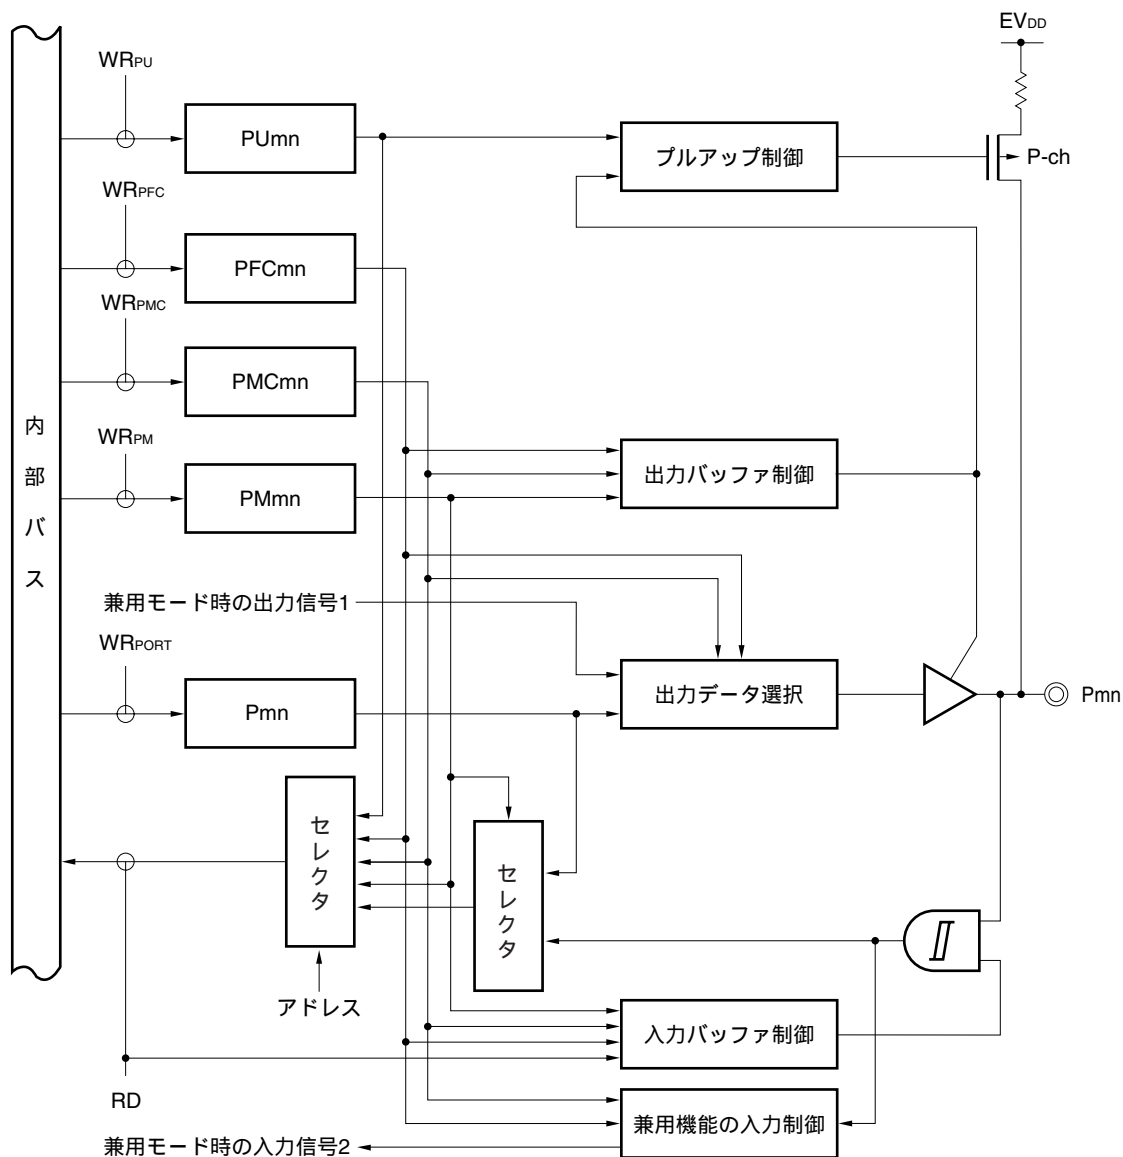 EVDD
WRPU
PUmn
プルアップ制御
P-ch
WRPFC
PFCmn
WRPMC
PMCmn
内部バス
WRPM
PMmn
出力バッファ制御
兼用モード時の出力信号1
WRPORT
Pmn
出力データ選択
Pmn
セレクタ
セレクタ
アドレス
入力バッファ制御
RD
兼用機能の入力制御
兼用モード時の入力信号2